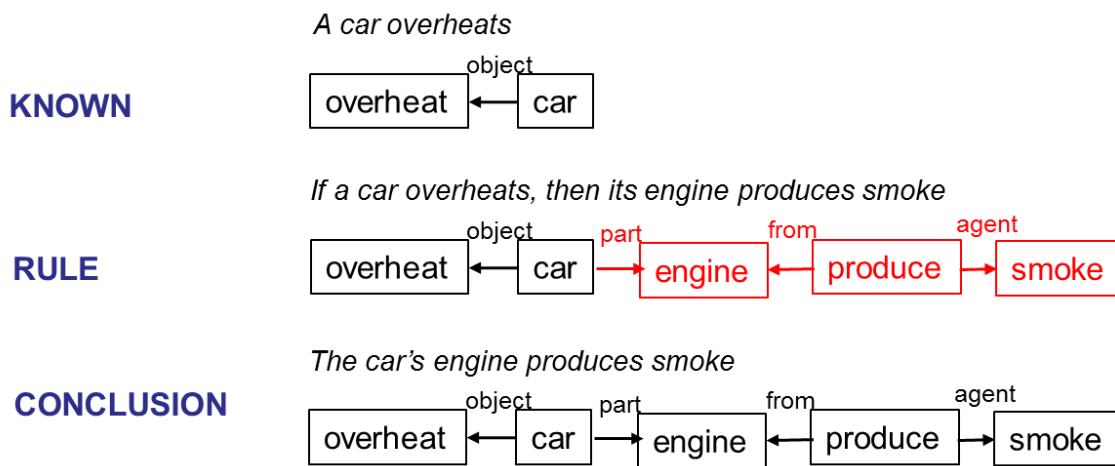 A car overheats
object
KNOWN
overheat car
If a car overheats, then its engine produces smoke
object part from agent
RULE
overheat car engine produce smoke
The car's engine produces smoke
CONCLUSION
object part from agent
overheat car engine produce smoke